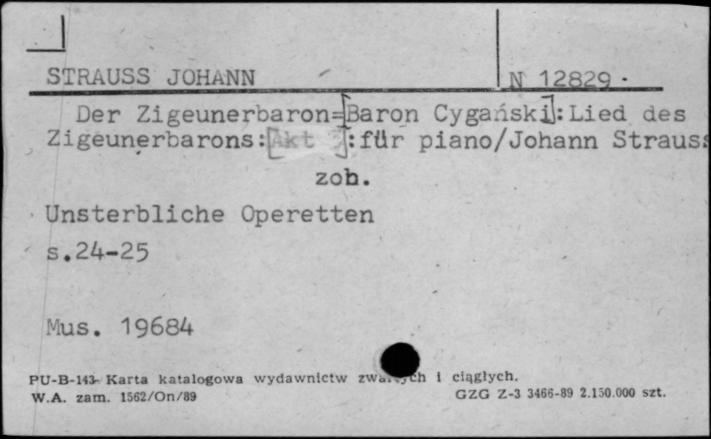 STRAUSS JOHANN
N 12829
Der Zigeunerbaron=[Baron Cygański]:Lied des
Zigeunerbarons:[Akt ]:für piano/Johann Strauss
zob.
Unsterbliche Operetten
s.24-25
Mus. 19684
PU-B-143- Karta katalogowa wydawnictw i ciągłych.
W.A. zam. 1562/On/89
GZG Z-3 3466-89 2.150.000 szt.